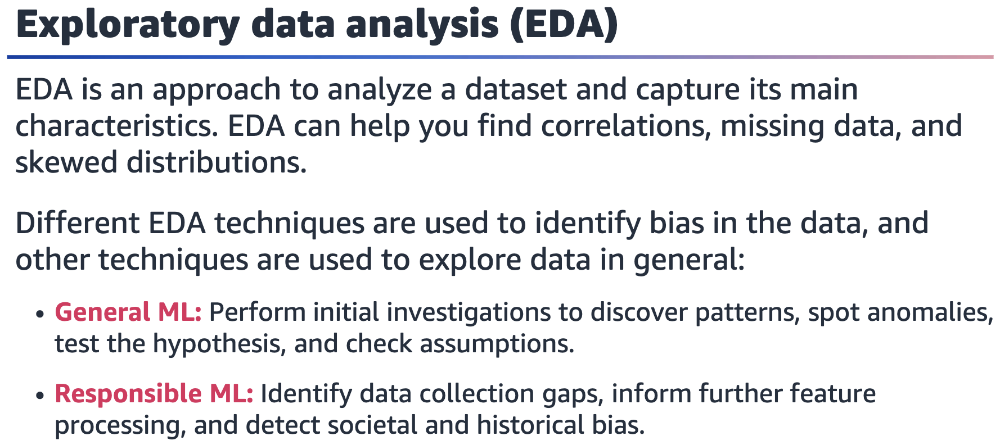 Exploratory data analysis (EDA)
EDA is an approach to analyze a dataset and capture its main
characteristics. EDA can help you find correlations, missing data, and
skewed distributions.
Different EDA techniques are used to identify bias in the data, and
other techniques are used to explore data in general:
• General ML: Perform initial investigations to discover patterns, spot anomalies,
test the hypothesis, and check assumptions.
• Responsible ML: Identify data collection gaps, inform further feature
processing, and detect societal and historical bias.